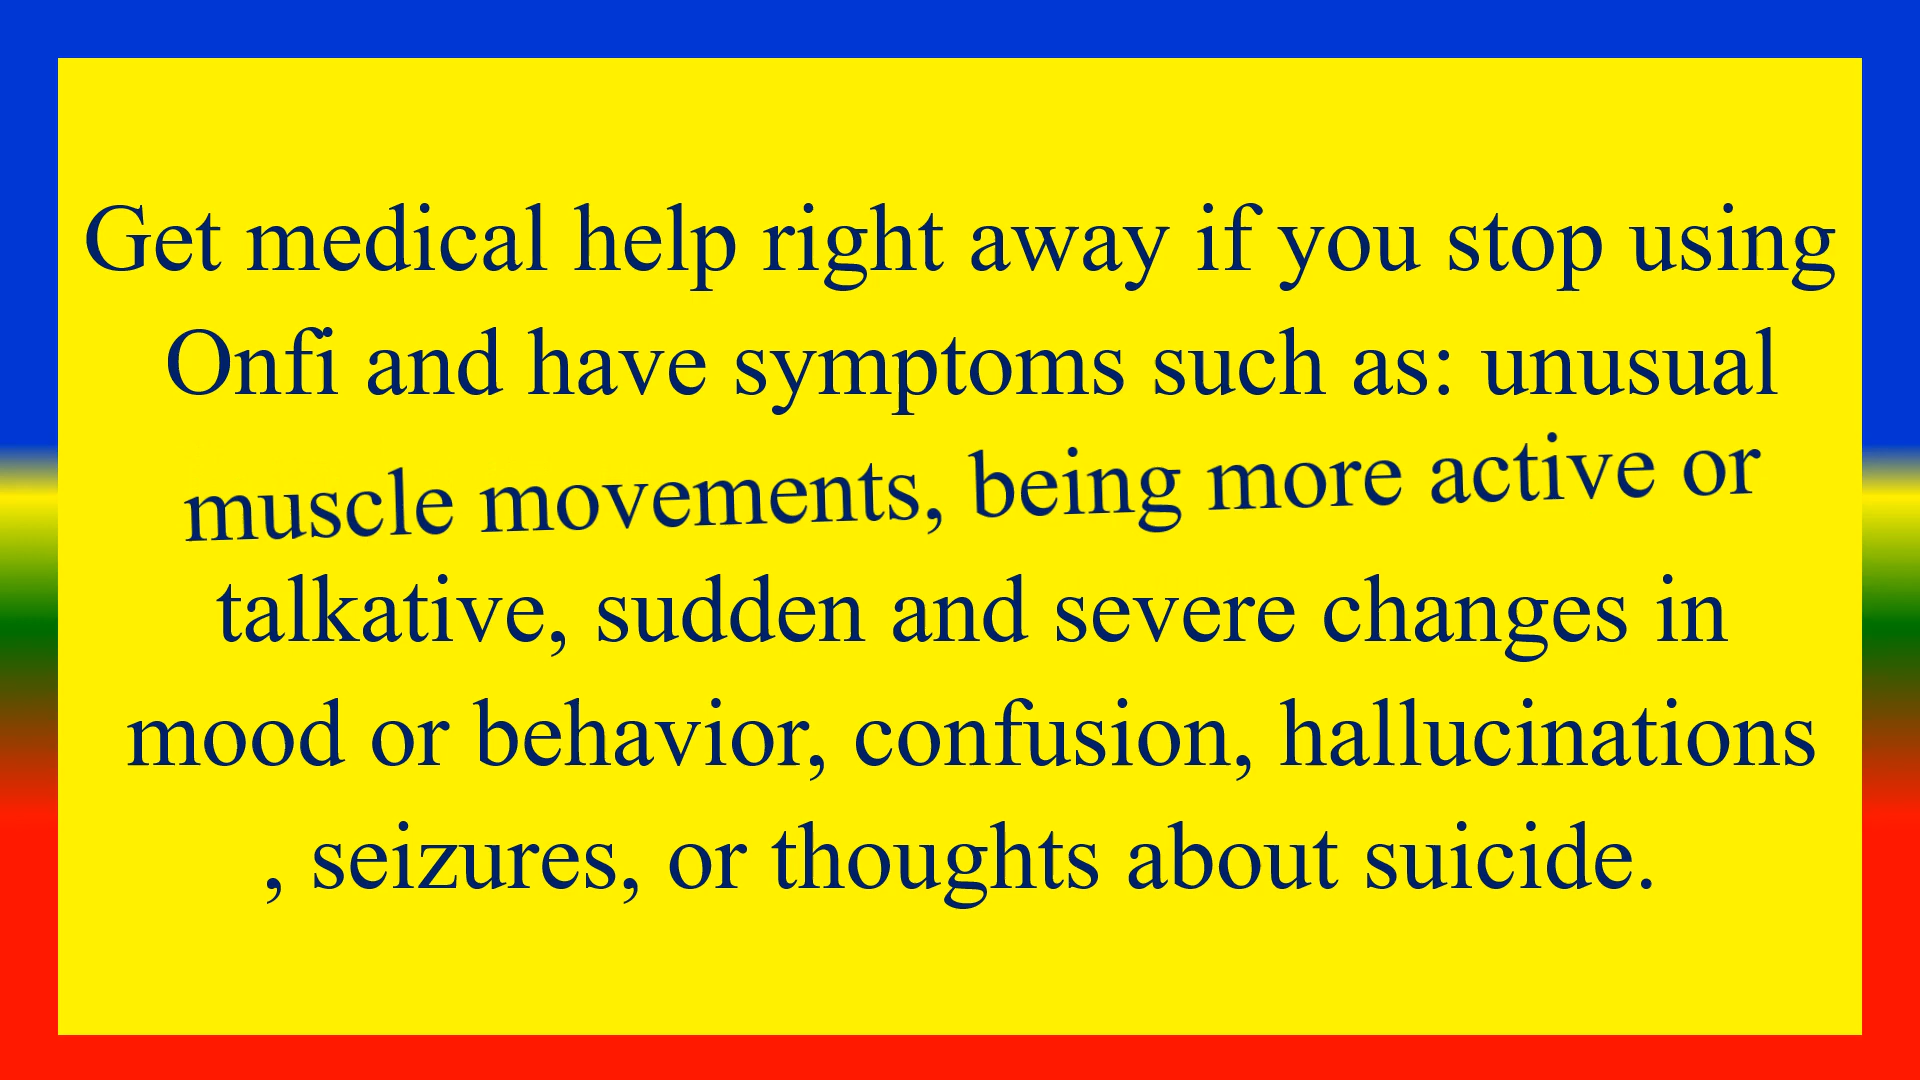 Get medical help right away if you stop using
Onfi and have symptoms such as: unusual
muscle movements, being more active or
talkative, sudden and severe changes in
mood or behavior, confusion, hallucinations
, seizures, or thoughts about suicide.